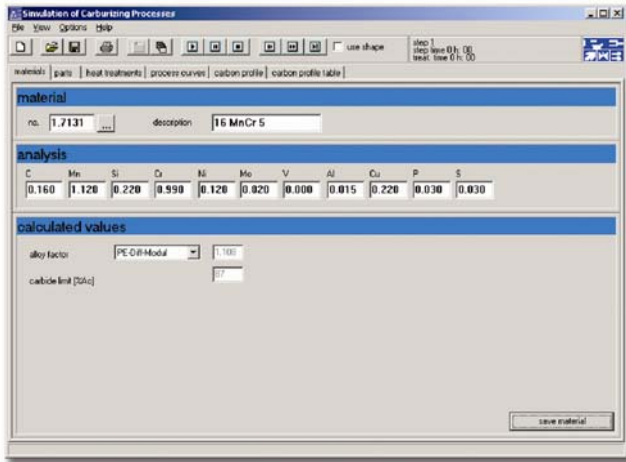 Simulation of Carburizing Processes
File View Options Help
use shape
step 1
step time 0 h: 00
treat. time 0 h: 00
materials parts heat treatments process curves carbon profile carbon profile table
material
no. 1.7131 ... description 16 MnCr 5
analysis
C Mn Si Cr Ni Mo V Al Cu P S
0.160 1.120 0.220 0.990 0.120 0.020 0.000 0.015 0.220 0.030 0.030
calculated values
alloy factor PE-Diff-Modul 1.108
carbide limit [%Ac] 87
save material